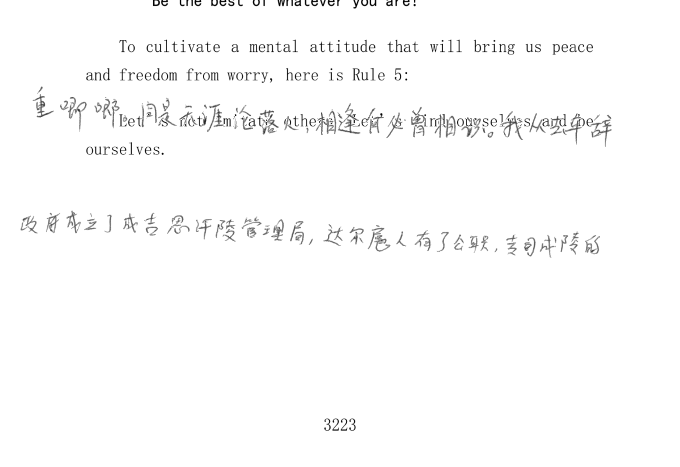 Be the best of whatever you are!
To cultivate a mental attitude that will bring us peace
and freedom from worry, here is Rule 5:
重唧唧。同是天涯沦落人,相逢何必曾相识。我从去年辞
Let's not imitate others. Let's find ourselves and be
ourselves.
政府成立了成吉思汗陵管理局,达尔扈人有了公职,专司成陵的
3223